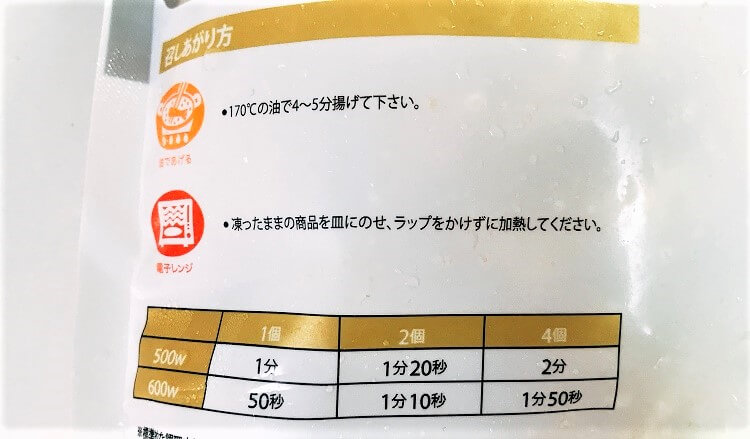 召しあがり方
油であげる
●170℃の油で4～5分揚げて下さい。
電子レンジ
●凍ったままの商品を皿にのせ、ラップをかけずに加熱してください。
1個 2個 4個
500w 1分 1分20秒 2分
600w 50秒 1分10秒 1分50秒